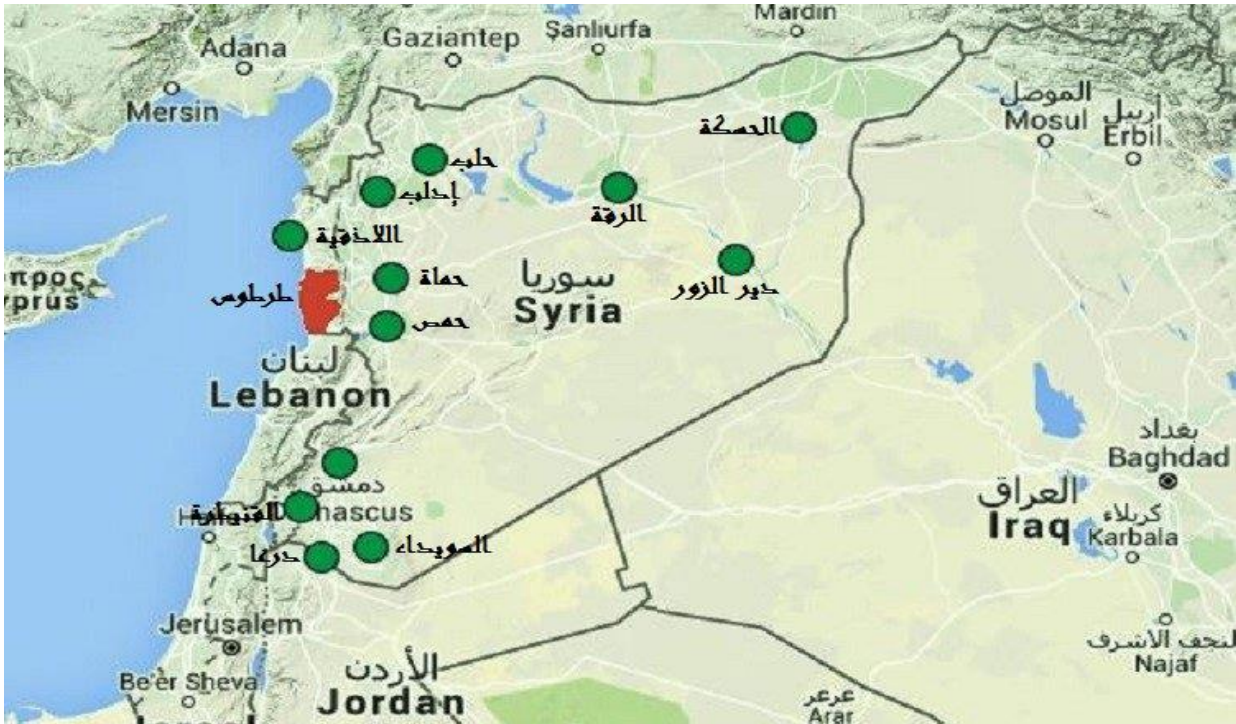 Mardin
Şanlıurfa
Gaziantep
Adana
Mersin
الموصل
Mosul
اربيل
Erbil
الحسكة
حلب
إدلب
الرقة
اللاذقية
حماة
سوريا
Syria
دير الزور
προς
yprus
طرطوس
حمص
لبنان
Lebanon
بغداد
Baghdad
دمشق
القنيطرة
العراق
Iraq
كربلاء
Karbala
السويداء
درعا
Jerusalem
النجف الأشرف
Najaf
الأردن
Jordan
Be'er Sheva
عرعر
Arar